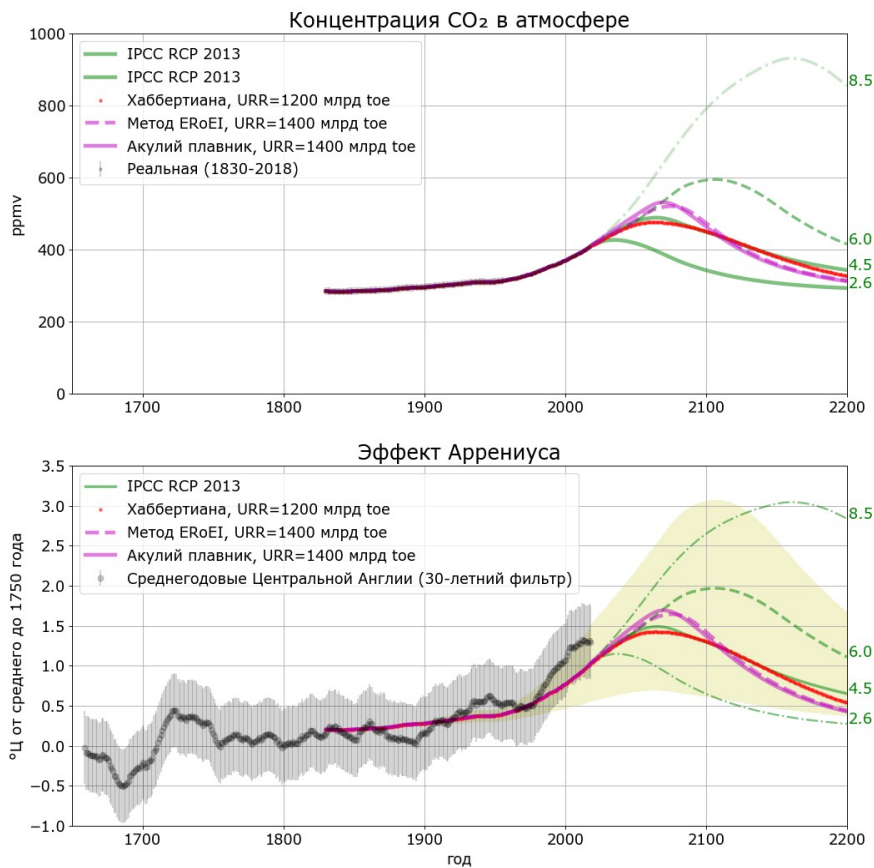 Концентрация CO₂ в атмосфере
ppmv
1000
800
600
400
200
0
IPCC RCP 2013
IPCC RCP 2013
Хаббертиана, URR=1200 млрд toe
Метод ERoEI, URR=1400 млрд toe
Акулий плавник, URR=1400 млрд toe
Реальная (1830-2018)
8.5
6.0
4.5
2.6
1700 1800 1900 2000 2100 2200
Эффект Аррениуса
°Ц от среднего до 1750 года
3.5
3.0
2.5
2.0
1.5
1.0
0.5
0.0
−0.5
−1.0
IPCC RCP 2013
Хаббертиана, URR=1200 млрд toe
Метод ERoEI, URR=1400 млрд toe
Акулий плавник, URR=1400 млрд toe
Среднегодовые Центральной Англии (30-летний фильтр)
8.5
6.0
4.5
2.6
1700 1800 1900 2000 2100 2200
год